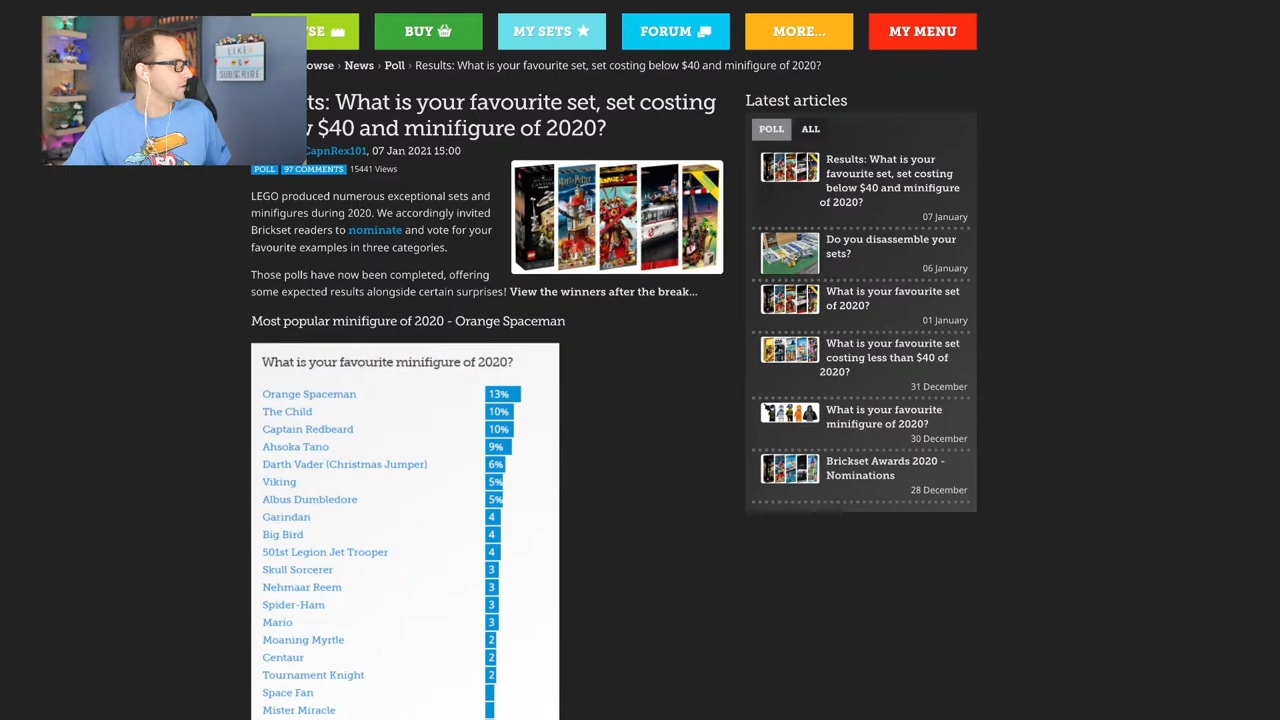 BUY
MY SETS
FORUM
MORE...
MY MENU
LIKE
&
SUBSCRIBE
50
› News › Poll › Results: What is your favourite set, set costing below $40 and minifigure of 2020?
What is your favourite set, set costing
$40 and minifigure of 2020?
CapnRex101, 07 Jan 2021 15:00
POLL 97 COMMENTS 15441 Views
LEGO produced numerous exceptional sets and
minifigures during 2020. We accordingly invited
Brickset readers to nominate and vote for your
favourite examples in three categories.
Those polls have now been completed, offering
some expected results alongside certain surprises! View the winners after the break...
Most popular minifigure of 2020 - Orange Spaceman
What is your favourite minifigure of 2020?
Orange Spaceman 13%
The Child 10%
Captain Redbeard 10%
Ahsoka Tano 9%
Darth Vader (Christmas Jumper) 6%
Viking 5%
Albus Dumbledore 5%
Garindan 4
Big Bird 4
501st Legion Jet Trooper 4
Skull Sorcerer 3
Nehmaar Reem 3
Spider-Ham 3
Mario 3
Moaning Myrtle 2
Centaur 2
Tournament Knight 2
Space Fan
Mister Miracle
Latest articles
POLL ALL
Results: What is your
favourite set, set costing
below $40 and minifigure
of 2020?
07 January
Do you disassemble your
sets?
06 January
What is your favourite set
of 2020?
01 January
What is your favourite set
costing less than $40 of
2020?
31 December
What is your favourite
minifigure of 2020?
30 December
Brickset Awards 2020 -
Nominations
28 December